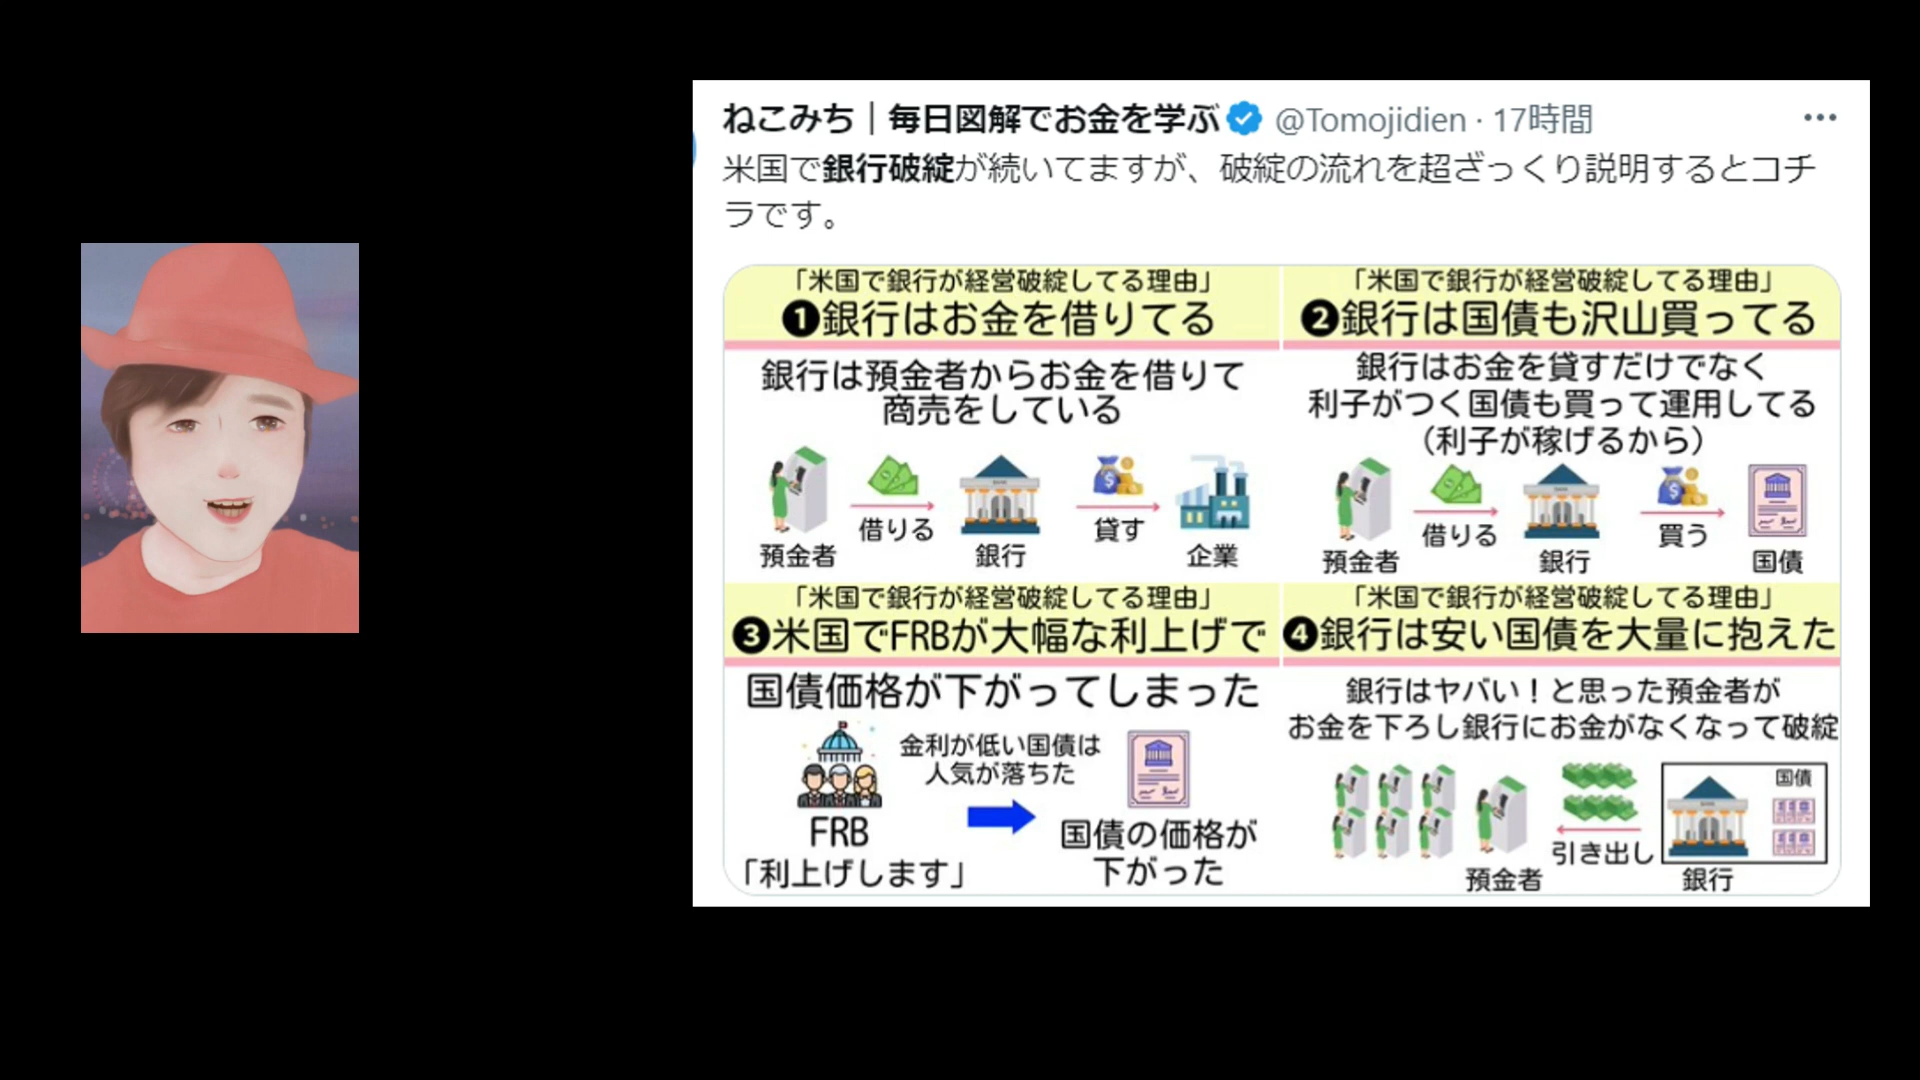 ねこみち｜毎日図解でお金を学ぶ @Tomojidien · 17時間
米国で銀行破綻が続いてますが、破綻の流れを超ざっくり説明するとコチ
ラです。
「米国で銀行が経営破綻してる理由」
❶銀行はお金を借りてる
銀行は預金者からお金を借りて
商売をしている
借りる
貸す
預金者
銀行
企業
「米国で銀行が経営破綻してる理由」
❷銀行は国債も沢山買ってる
銀行はお金を貸すだけでなく
利子がつく国債も買って運用してる
（利子が稼げるから）
借りる
買う
預金者
銀行
国債
「米国で銀行が経営破綻してる理由」
❸米国でFRBが大幅な利上げで
国債価格が下がってしまった
金利が低い国債は
人気が落ちた
FRB
「利上げします」
国債の価格が
下がった
「米国で銀行が経営破綻してる理由」
❹銀行は安い国債を大量に抱えた
銀行はヤバい！と思った預金者が
お金を下ろし銀行にお金がなくなって破綻
国債
引き出し
預金者
銀行